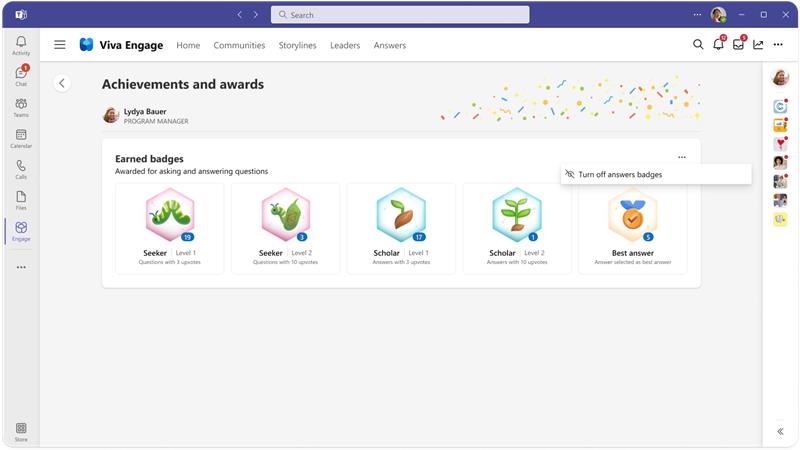 Search
Activity
1
Chat
Teams
Calendar
Calls
Files
Engage
Store
Viva Engage Home Communities Storylines Leaders Answers
12
5
Achievements and awards
Lydya Bauer
PROGRAM MANAGER
Earned badges
Awarded for asking and answering questions
Turn off answers badges
19
Seeker | Level 1
Questions with 3 upvotes
3
Seeker | Level 2
Questions with 10 upvotes
17
Scholar | Level 1
Answers with 3 upvotes
1
Scholar | Level 2
Answers with 10 upvotes
5
Best answer
Answer selected as best answer